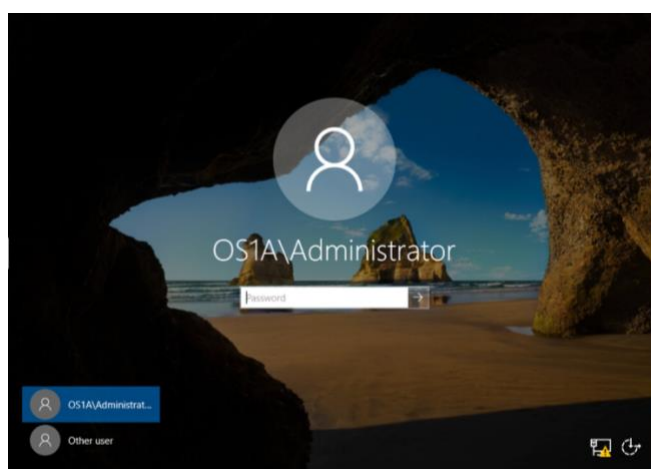 OS1A\Administrator
Password
OS1A\Administrat...
Other user